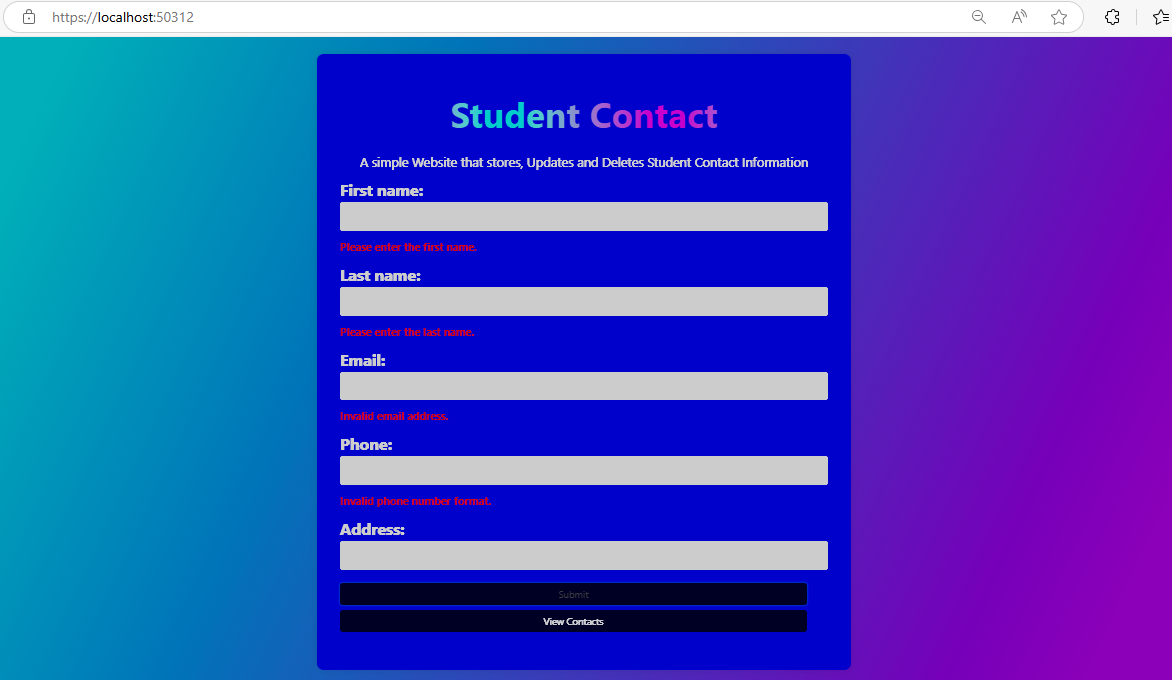 https://localhost:50312
Student Contact
A simple Website that stores, Updates and Deletes Student Contact Information
First name:
Please enter the first name.
Last name:
Please enter the last name.
Email:
Invalid email address.
Phone:
Invalid phone number format.
Address:
Submit
View Contacts